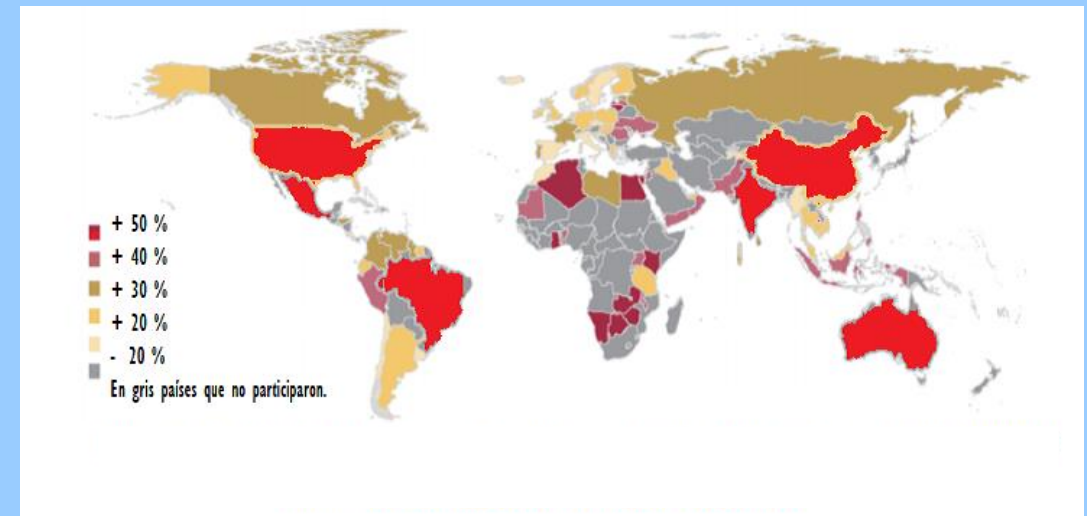 + 50 %
+ 40 %
+ 30 %
+ 20 %
- 20 %
En gris países que no participaron.